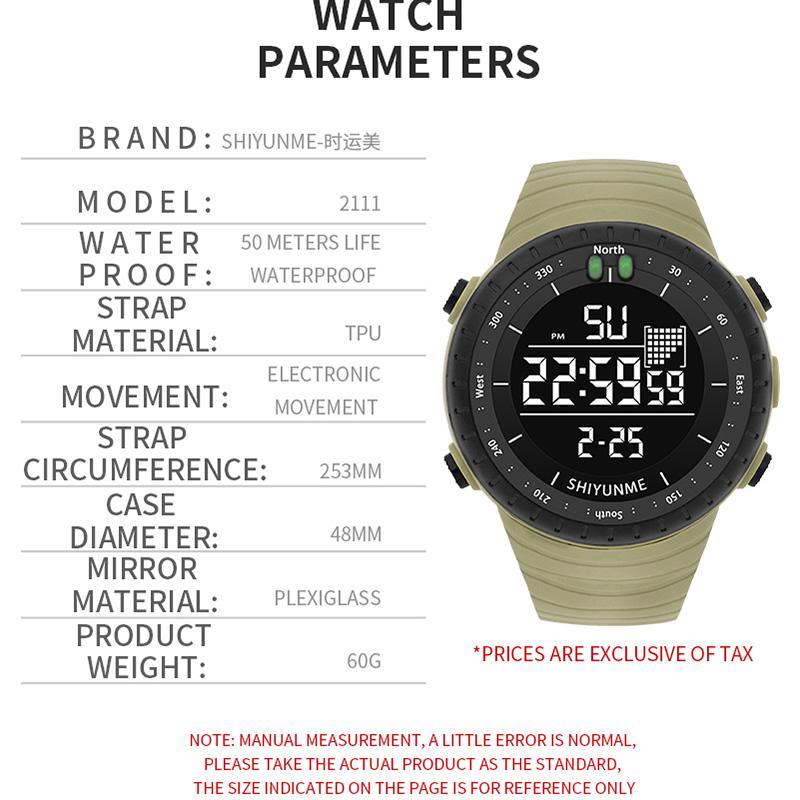 WATCH
PARAMETERS
BRAND: SHIYUNME-时运美
MODEL: 2111
WATER PROOF: 50 METERS LIFE
WATERPROOF
STRAP
MATERIAL: TPU
MOVEMENT: ELECTRONIC
MOVEMENT
STRAP
CIRCUMFERENCE: 253MM
CASE
DIAMETER: 48MM
MIRROR
MATERIAL: PLEXIGLASS
PRODUCT
WEIGHT: 60G
North
330
30
300
60
West
East
240
120
210
150
South
SU
PM
22:59 59
2-25
SHIYUNME
*PRICES ARE EXCLUSIVE OF TAX
NOTE: MANUAL MEASUREMENT, A LITTLE ERROR IS NORMAL,
PLEASE TAKE THE ACTUAL PRODUCT AS THE STANDARD,
THE SIZE INDICATED ON THE PAGE IS FOR REFERENCE ONLY